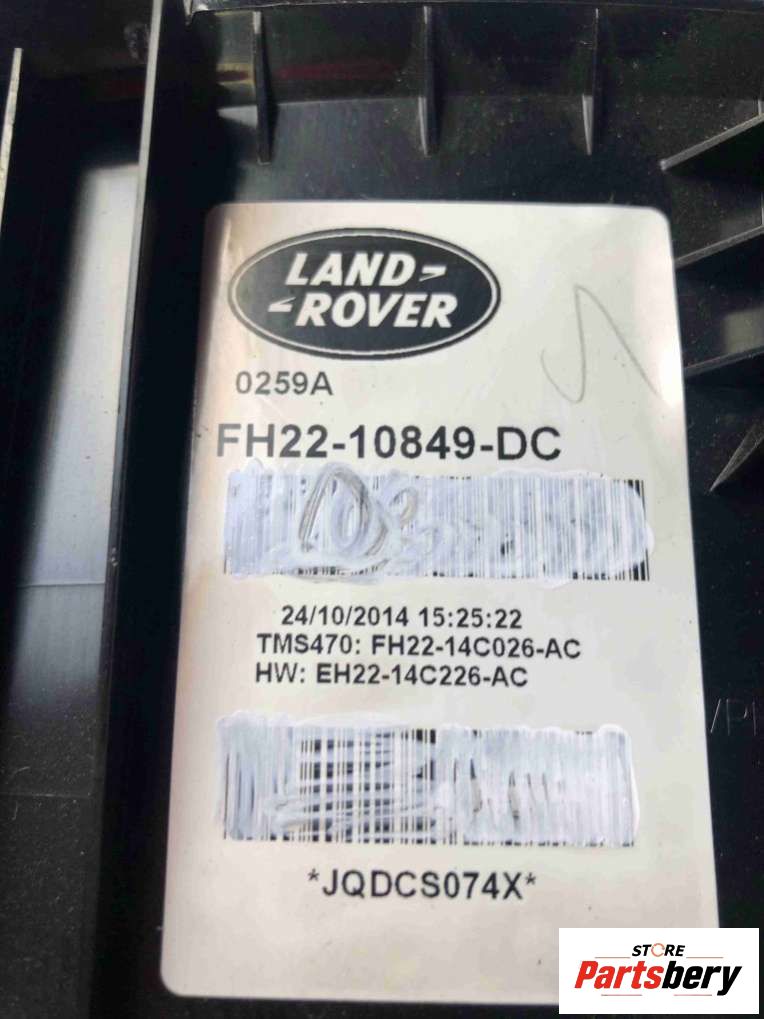 LAND
ROVER
0259A
FH22-10849-DC
24/10/2014 15:25:22
TMS470: FH22-14C026-AC
HW: EH22-14C226-AC
*JQDCS074X*
STORE
Partsbery